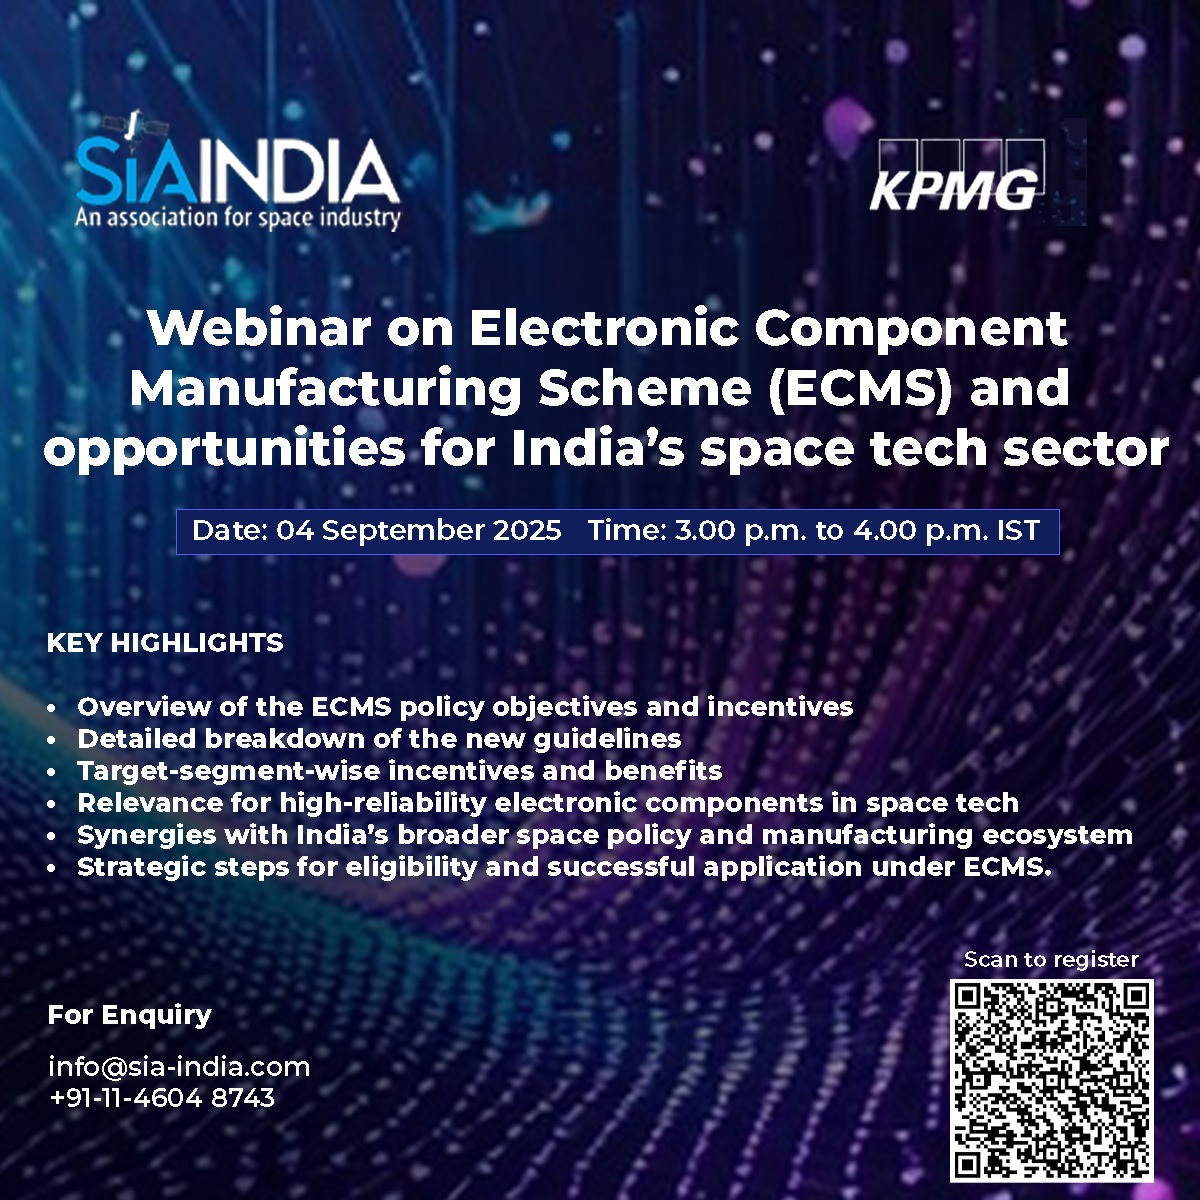 SiAINDIA
An association for space industry
KPMG
Webinar on Electronic Component
Manufacturing Scheme (ECMS) and
opportunities for India's space tech sector
Date: 04 September 2025 Time: 3.00 p.m. to 4.00 p.m. IST
KEY HIGHLIGHTS
• Overview of the ECMS policy objectives and incentives
• Detailed breakdown of the new guidelines
• Target-segment-wise incentives and benefits
• Relevance for high-reliability electronic components in space tech
• Synergies with India's broader space policy and manufacturing ecosystem
• Strategic steps for eligibility and successful application under ECMS.
Scan to register
For Enquiry
info@sia-india.com
+91-11-4604 8743